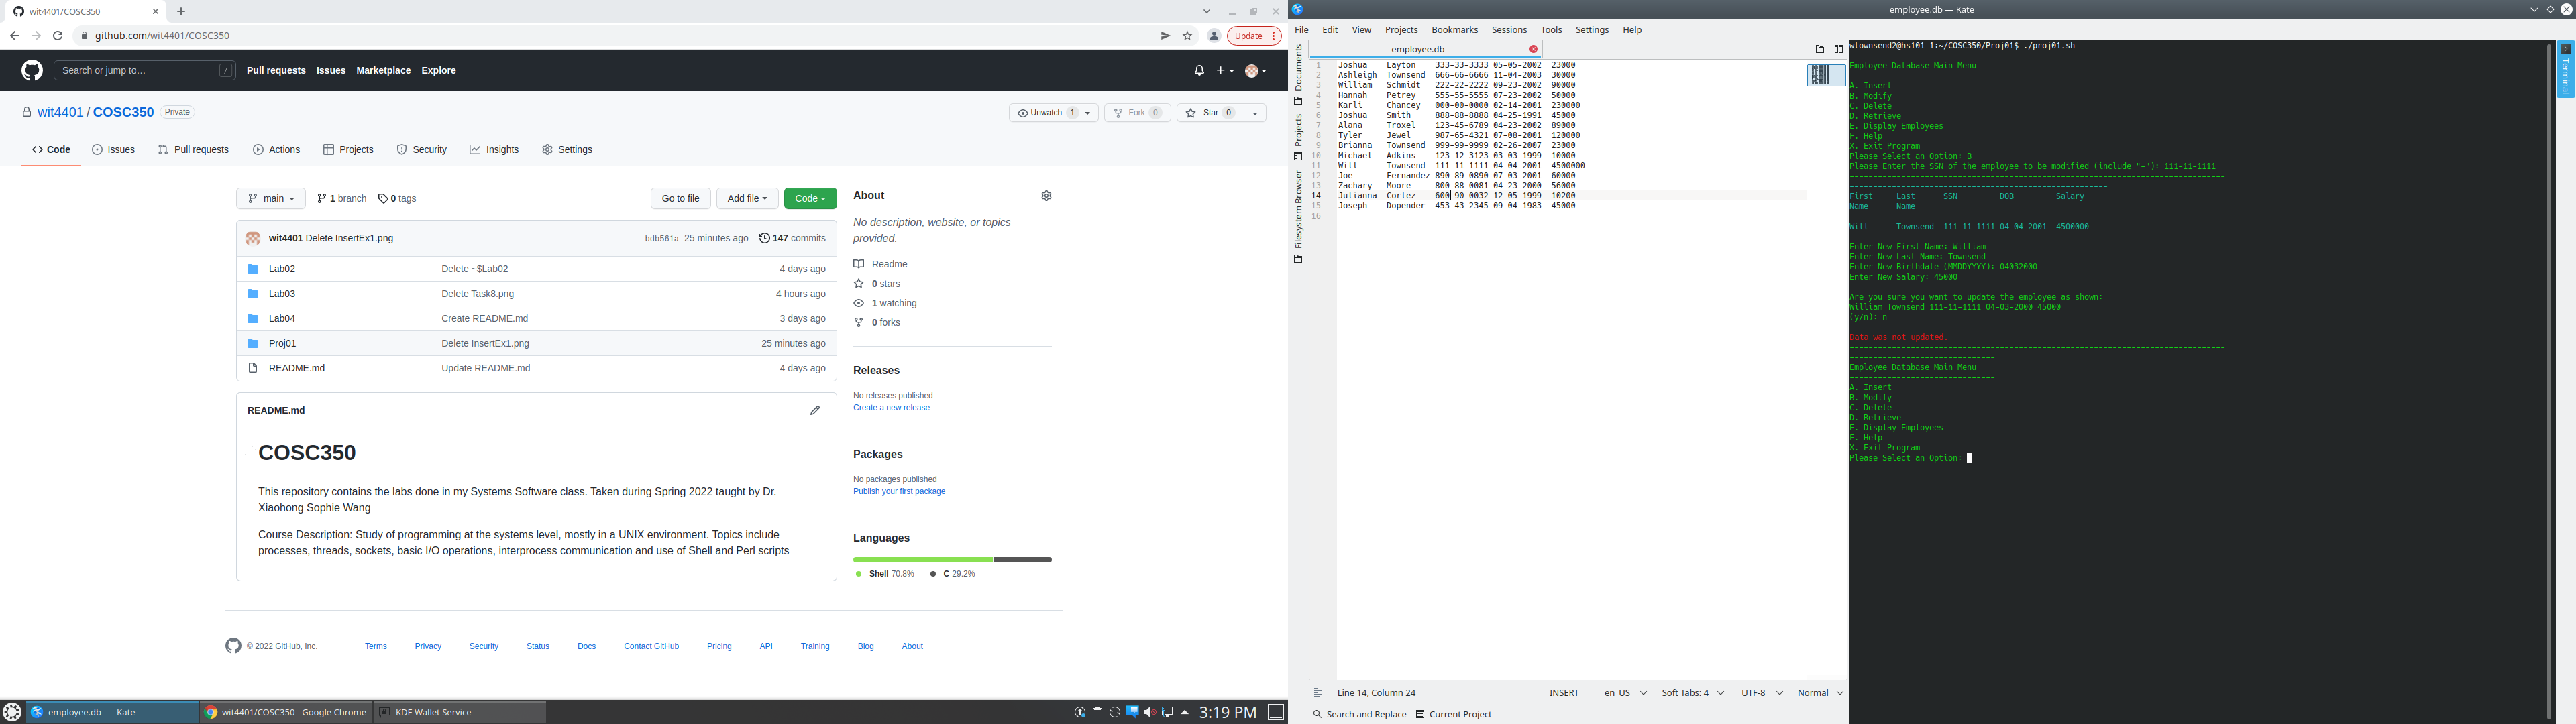 wit4401/COSC350
github.com/wit4401/COSC350
Update
Search or jump to…
/
Pull requests Issues Marketplace Explore
wit4401 / COSC350 Private
Unwatch 1
Fork 0
Star 0
Code Issues Pull requests Actions Projects Security Insights Settings
main 1 branch 0 tags Go to file Add file Code
wit4401 Delete InsertEx1.png bdb561a 25 minutes ago 147 commits
Lab02 Delete ~$Lab02 4 days ago
Lab03 Delete Task8.png 4 hours ago
Lab04 Create README.md 3 days ago
Proj01 Delete InsertEx1.png 25 minutes ago
README.md Update README.md 4 days ago
README.md
COSC350
This repository contains the labs done in my Systems Software class. Taken during Spring 2022 taught by Dr.
Xiaohong Sophie Wang
Course Description: Study of programming at the systems level, mostly in a UNIX environment. Topics include
processes, threads, sockets, basic I/O operations, interprocess communication and use of Shell and Perl scripts
About
No description, website, or topics
provided.
Readme
0 stars
1 watching
0 forks
Releases
No releases published
Create a new release
Packages
No packages published
Publish your first package
Languages
Shell 70.8% C 29.2%
© 2022 GitHub, Inc. Terms Privacy Security Status Docs Contact GitHub Pricing API Training Blog About
employee.db — Kate
wit4401/COSC350 - Google Chrome
KDE Wallet Service
3:19 PM
employee.db — Kate
File Edit View Projects Bookmarks Sessions Tools Settings Help
Documents
Projects
Filesystem Browser
employee.db
1 Joshua Layton 333-33-3333 05-05-2002 23000
2 Ashleigh Townsend 666-66-6666 11-04-2003 30000
3 William Schmidt 222-22-2222 09-23-2002 90000
4 Hannah Petrey 555-55-5555 07-23-2002 50000
5 Karli Chancey 000-00-0000 02-14-2001 230000
6 Joshua Smith 888-88-8888 04-25-1991 45000
7 Alana Troxel 123-45-6789 04-23-2002 89000
8 Tyler Jewel 987-65-4321 07-08-2001 120000
9 Brianna Townsend 999-99-9999 02-26-2007 23000
10 Michael Adkins 123-12-3123 03-03-1999 10000
11 Will Townsend 111-11-1111 04-04-2001 4500000
12 Joe Fernandez 890-89-0890 07-03-2001 60000
13 Zachary Moore 800-88-0081 04-23-2000 56000
14 Julianna Cortez 600-90-0032 12-05-1999 10200
15 Joseph Dopender 453-43-2345 09-04-1983 45000
16
Line 14, Column 24 INSERT en_US Soft Tabs: 4 UTF-8 Normal
Search and Replace Current Project
Terminal
wtownsend2@hs101-1:~/COSC350/Proj01$ ./proj01.sh
-------------------------------
Employee Database Main Menu
-------------------------------
A. Insert
B. Modify
C. Delete
D. Retrieve
E. Display Employees
F. Help
X. Exit Program
Please Select an Option: B
Please Enter the SSN of the employee to be modified (include "-"): 111-11-1111
--------------------------------------------------------------------------------
-------------------------------------------------------
First Last SSN DOB Salary
Name Name
-------------------------------------------------------
Will Townsend 111-11-1111 04-04-2001 4500000
-------------------------------------------------------
Enter New First Name: William
Enter New Last Name: Townsend
Enter New Birthdate (MMDDYYYY): 04032000
Enter New Salary: 45000
Are you sure you want to update the employee as shown:
William Townsend 111-11-1111 04-03-2000 45000
(y/n): n
Data was not updated.
--------------------------------------------------------------------------------
-------------------------------
Employee Database Main Menu
-------------------------------
A. Insert
B. Modify
C. Delete
D. Retrieve
E. Display Employees
F. Help
X. Exit Program
Please Select an Option: